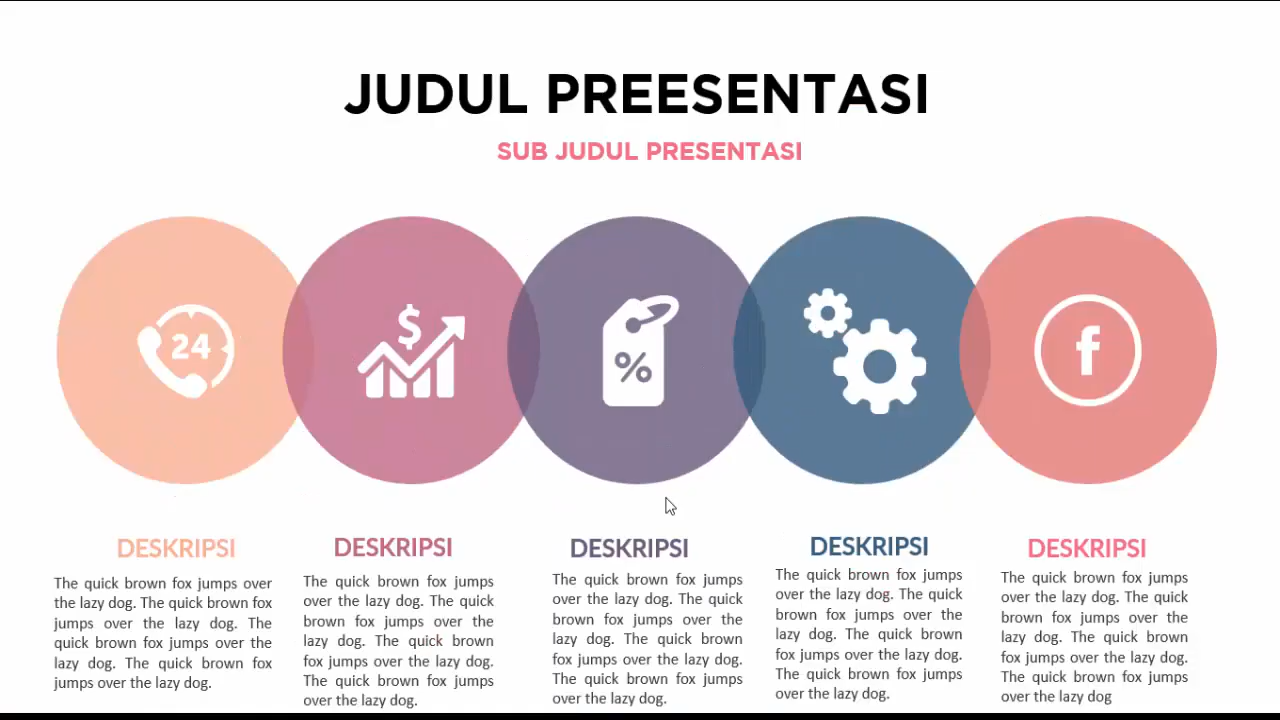 JUDUL PREESENTASI
SUB JUDUL PRESENTASI
24
$
%
f
DESKRIPSI
The quick brown fox jumps over
the lazy dog. The quick brown fox
jumps over the lazy dog. The
quick brown fox jumps over the
lazy dog. The quick brown fox
jumps over the lazy dog.
DESKRIPSI
The quick brown fox jumps
over the lazy dog. The quick
brown fox jumps over the
lazy dog. The quick brown
fox jumps over the lazy dog.
The quick brown fox jumps
over the lazy dog.
DESKRIPSI
The quick brown fox jumps
over the lazy dog. The quick
brown fox jumps over the
lazy dog. The quick brown
fox jumps over the lazy dog.
The quick brown fox jumps
over the lazy dog.
DESKRIPSI
The quick brown fox jumps
over the lazy dog. The quick
brown fox jumps over the
lazy dog. The quick brown
fox jumps over the lazy dog.
The quick brown fox jumps
over the lazy dog.
DESKRIPSI
The quick brown fox jumps
over the lazy dog. The quick
brown fox jumps over the
lazy dog. The quick brown
fox jumps over the lazy dog.
The quick brown fox jumps
over the lazy dog